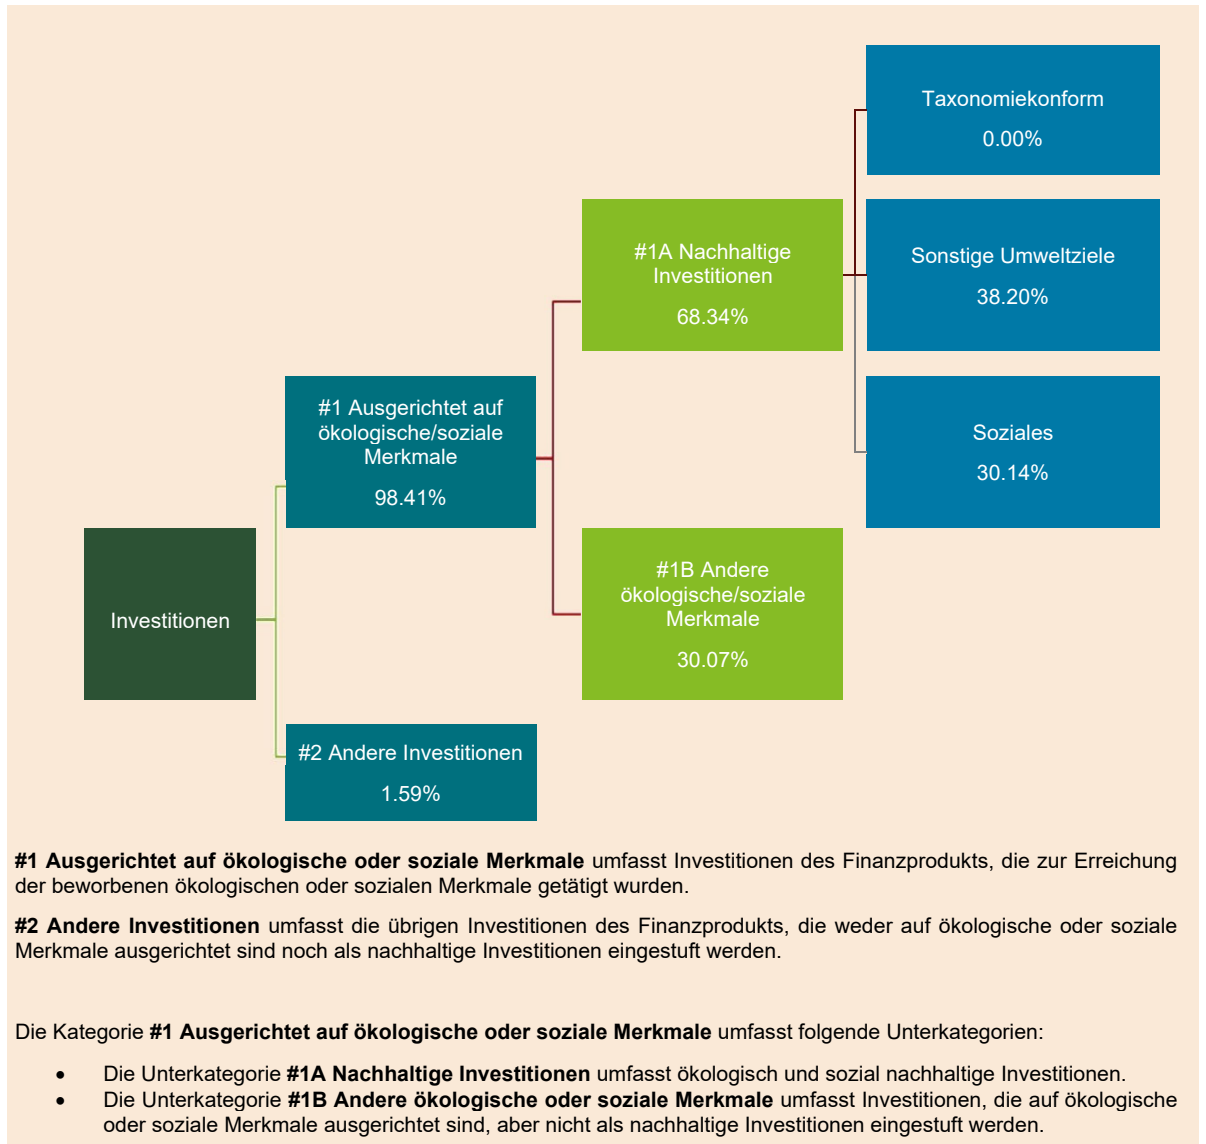 Taxonomiekonform
0.00%
#1A Nachhaltige
Investitionen
68.34%
Sonstige Umweltziele
38.20%
#1 Ausgerichtet auf
ökologische/soziale
Merkmale
98.41%
Soziales
30.14%
Investitionen
#1B Andere
ökologische/soziale
Merkmale
30.07%
#2 Andere Investitionen
1.59%
#1 Ausgerichtet auf ökologische oder soziale Merkmale umfasst Investitionen des Finanzprodukts, die zur Erreichung
der beworbenen ökologischen oder sozialen Merkmale getätigt wurden.
#2 Andere Investitionen umfasst die übrigen Investitionen des Finanzprodukts, die weder auf ökologische oder soziale
Merkmale ausgerichtet sind noch als nachhaltige Investitionen eingestuft werden.
Die Kategorie #1 Ausgerichtet auf ökologische oder soziale Merkmale umfasst folgende Unterkategorien:
• Die Unterkategorie #1A Nachhaltige Investitionen umfasst ökologisch und sozial nachhaltige Investitionen.
• Die Unterkategorie #1B Andere ökologische oder soziale Merkmale umfasst Investitionen, die auf ökologische
oder soziale Merkmale ausgerichtet sind, aber nicht als nachhaltige Investitionen eingestuft werden.